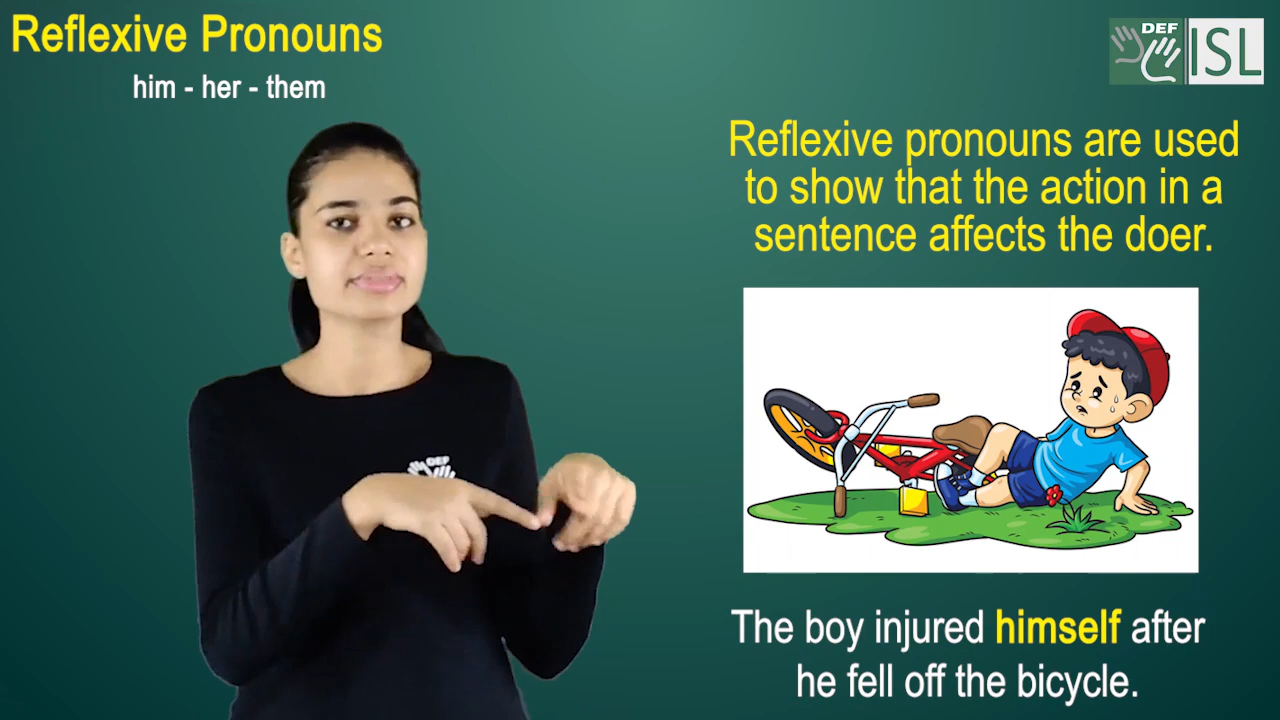 Reflexive Pronouns
him - her - them
DEF
ISL
Reflexive pronouns are used
to show that the action in a
sentence affects the doer.
DEF
The boy injured himself after
he fell off the bicycle.